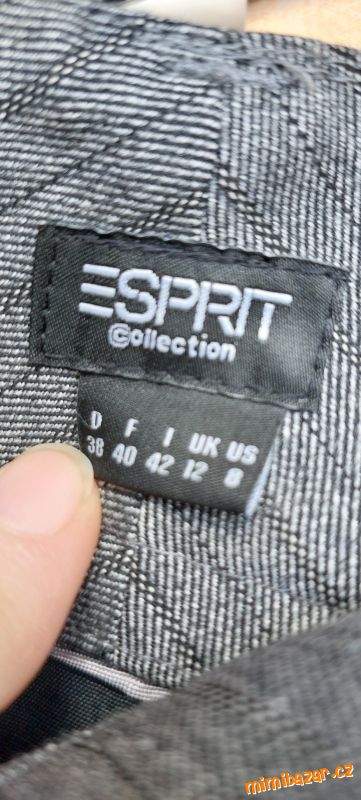 ESPRIT
Collection
D F I UK US
38 40 42 12 8
mimibazar.cz